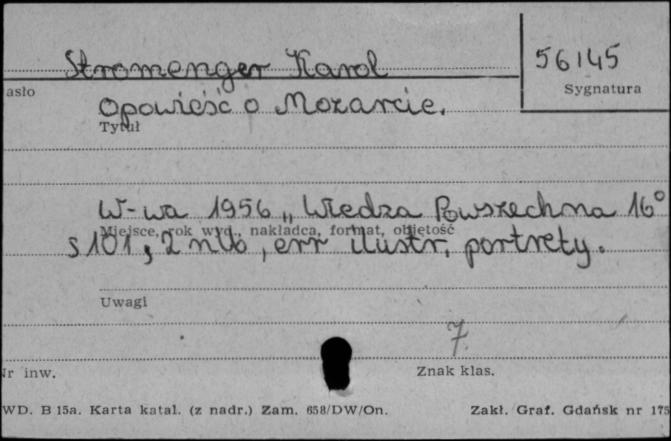 Stromenger Karol
56145
asło
Sygnatura
Opowieść o Mozarcie.
Tytuł
W-wa 1956 „Wiedza Powszechna 16°
Miejsce, rok wyd., nakładca, format, objętość
s 101, 2 nlb, err ilustr. portrety.
Uwagi
7.
Nr inw.
Znak klas.
WD. B 15a. Karta katal. (z nadr.) Zam. 658/DW/On.
Zakł. Graf. Gdańsk nr 175